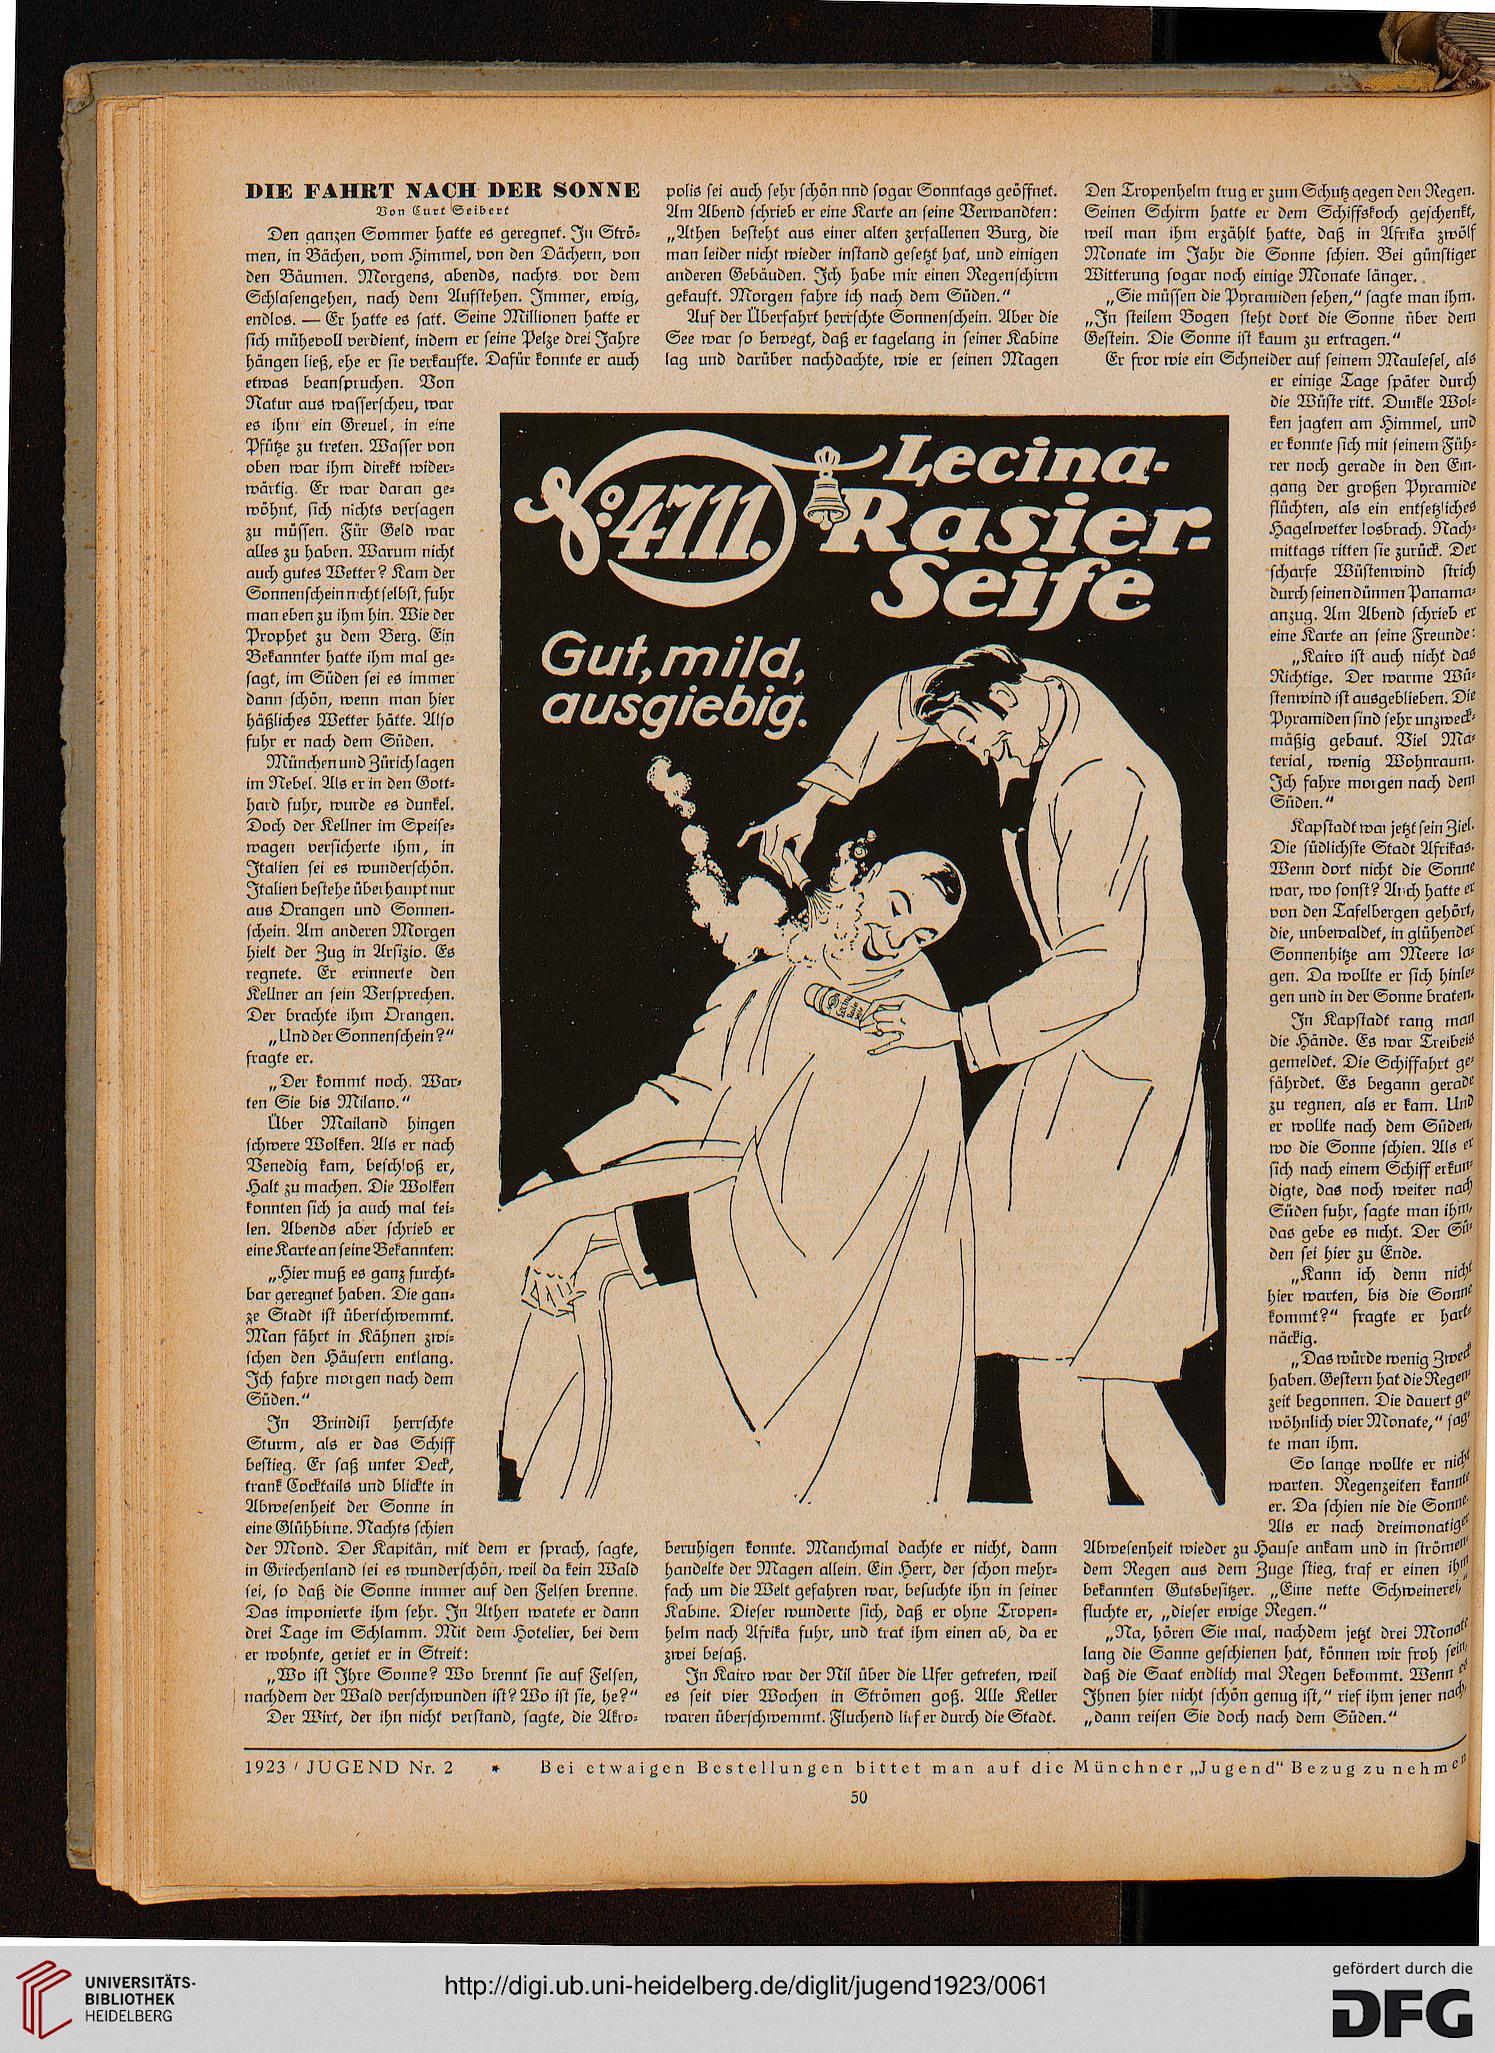 DIE FAHRT NACH DER SONNE
Von Curt Seibert
Den ganzen Sommer hatte es geregnet. In Strö-
men, in Bächen, vom Himmel, von den Dächern, von
den Bäumen. Morgens, abends, nachts. vor dem
Schlafengehen, nach dem Aufstehen. Immer, ewig,
endlos. — Er hatte es satt. Seine Millionen hatte er
sich mühevoll verdient, indem er seine Pelze drei Jahre
hängen ließ, ehe er sie verkaufte. Dafür konnte er auch
etwas beanspruchen. Von
Natur aus wasserscheu, war
es ihm ein Greuel, in eine
Pfütze zu treten. Wasser von
oben war ihm direkt wider-
wärtig. Er war daran ge-
wöhnt, sich nichts versagen
zu müssen. Für Geld war
alles zu haben. Warum nicht
auch gutes Wetter? Kam der
Sonnenschein nicht selbst, fuhr
man eben zu ihm hin. Wie der
Prophet zu dem Berg. Ein
Bekannter hatte ihm mal ge-
sagt, im Süden sei es immer
dann schön, wenn man hier
häßliches Wetter hätte. Also
fuhr er nach dem Süden.
München und Zürich lagen
im Nebel. Als er in den Gott-
hard fuhr, wurde es dunkel.
Doch der Kellner im Speise-
wagen versicherte ihm, in
Italien sei es wunderschön.
Italien bestehe überhaupt nur
aus Orangen und Sonnen-
schein. Am anderen Morgen
hielt der Zug in Arsizio. Es
regnete. Er erinnerte den
Kellner an sein Versprechen.
Der brachte ihm Orangen.
„Und der Sonnenschein?"
fragte er.
„Der kommt noch. War-
ten Sie bis Milano."
Über Mailand hingen
schwere Wolken. Als er nach
Venedig kam, beschloß er,
Halt zu machen. Die Wolken
konnten sich ja auch mal tei-
len. Abends aber schrieb er
eine Karte an seine Bekannten:
„Hier muß es ganz furcht-
bar geregnet haben. Die gan-
ze Stadt ist überschwemmt.
Man fährt in Kähnen zwi-
schen den Häusern entlang.
Ich fahre morgen nach dem
Süden."
In Brindisi herrschte
Sturm, als er das Schiff
bestieg. Er saß unter Deck,
trank Cocktails und blickte in
Abwesenheit der Sonne in
eine Glühbirne. Nachts schien
der Mond. Der Kapitän, mit dem er sprach, sagte,
in Griechenland sei es wunderschön, weil da kein Wald
sei, so daß die Sonne immer auf den Felsen brenne.
Das imponierte ihm sehr. In Athen watete er dann
drei Tage im Schlamm. Mit dem Hotelier, bei dem
er wohnte, geriet er in Streit:
„Wo ist Ihre Sonne? Wo brennt sie auf Felsen,
nachdem der Wald verschwunden ist? Wo ist sie, he?"
Der Wirt, der ihn nicht verstand, sagte, die Akro-
polis sei auch sehr schön nnd sogar Sonntags geöffnet.
Am Abend schrieb er eine Karte an seine Verwandten:
„Athen besteht aus einer alten zerfallenen Burg, die
man leider nicht wieder instand gesetzt hat, und einigen
anderen Gebäuden. Ich habe mir einen Regenschirm
gekauft. Morgen fahre ich nach dem Süden."
Auf der Überfahrt herrschte Sonnenschein. Aber die
See war so bewegt, daß er tagelang in seiner Kabine
lag und darüber nachdachte, wie er seinen Magen
No. 4711. Lecina-
Rasier-
Seife
Gut, mild,
ausgiebig.
beruhigen konnte. Manchmal dachte er nicht, dann
handelte der Magen allein. Ein Herr, der schon mehr-
fach um die Welt gefahren war, besuchte ihn in seiner
Kabine. Dieser wunderte sich, daß er ohne Tropen-
helm nach Afrika fuhr, und trat ihm einen ab, da er
zwei besaß.
In Kairo war der Nil über die Ufer getreten, weil
es seit vier Wochen in Strömen goß. Alle Keller
waren überschwemmt. Fluchend lief er durch die Stadt.
Den Tropenhelm trug er zum Schutz gegen den Regen.
Seinen Schirm hatte er dem Schiffskoch geschenkt,
weil man ihm erzählt hatte, daß in Afrika zwölf
Monate im Jahr die Sonne schien. Bei günstiger
Witterung sogar noch einige Monate länger.
„Sie müssen die Pyramiden sehen," sagte man ihm.
„In steilem Bogen steht dort die Sonne über dem
Gestein. Die Sonne ist kaum zu ertragen."
Er fror wie ein Schneider auf seinem Maulesel, als
er einige Tage später durch
die Wüste ritt. Dunkle Wol-
ken jagten am Himmel, und
er konnte sich mit seinem Füh-
rer noch gerade in den Ein-
gang der großen Pyramide
flüchten, als ein entsetzliches
Hagelwetter losbrach. Nach-
mittags ritten sie zurück. Der
scharfe Wüstenwind strich
durch seinen dünnen Panama-
anzug. Am Abend schrieb er
eine Karte an seine Freunde:
„Kairo ist auch nicht das
Richtige. Der warme Wü-
stenwind ist ausgeblieben. Die
Pyramiden sind sehr unzweck-
mäßig gebaut. Viel Ma-
terial, wenig Wohnraum.
Ich fahre morgen nach dem
Süden."
Kapstadt war jetzt sein Ziel.
Die südlichste Stadt Afrikas.
Wenn dort nicht die Sonne
war, wo sonst? Auch hatte er
von den Tafelbergen gehört,
die, unbewaldet, in glühender
Sonnenhitze am Meere la-
gen. Da wollte er sich hinle-
gen und in der Sonne braten.
In Kapstadt rang man
die Hände. Es war Treibeis
gemeldet. Die Schiffahrt ge-
fährdet. Es begann gerade
zu regnen, als er kam. Und
er wollte nach dem Süden,
wo die Sonne schien. Als er
sich nach einem Schiff erkun-
digte, das noch weiter nach
Süden fuhr, sagte man ihm,
das gebe es nicht. Der Sü-
den sei hier zu Ende.
„Kann ich denn nicht
hier warten, bis die Sonne
kommt?" fragte er hart-
näckig.
„Das würde wenig Zweck
haben. Gestern hat die Regen-
zeit begonnen. Die dauert ge-
wöhnlich vier Monate," sag-
te man ihm.
So lange wollte er nicht
warten. Regenzeiten kannte
er. Da schien nie die Sonne.
Als er nach dreimonatiger
Abwesenheit wieder zu Hause ankam und in strömen-
dem Regen aus dem Zuge stieg, traf er einen ihm
bekannten Gutsbesitzer. „Eine nette Schweinerei,"
fluchte er, „dieser ewige Regen."
„Na, hören Sie mal, nachdem jetzt drei Monate
lang die Sonne geschienen hat, können wir froh sein,
daß die Saat endlich mal Regen bekommt. Wenn es
Ihnen hier nicht schön genug ist," rief ihm jener nach,
„dann reisen Sie doch nach dem Süden."
1923 / JUGEND Nr. 2 * Bei etwaigen Bestellungen bittet man auf die Münchner „Jugend" Bezug zu nehmen
50
UNIVERSITÄTS-
BIBLIOTHEK
HEIDELBERG
http://digi.ub.uni-heidelberg.de/diglit/jugend1923/0061
gefördert durch die
DFG